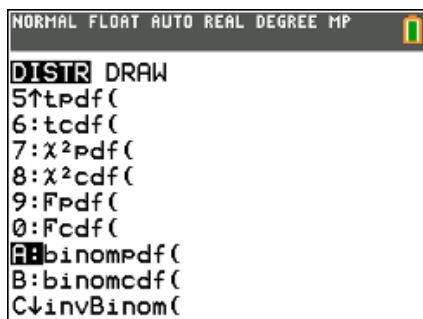 NORMAL FLOAT AUTO REAL DEGREE MP
DISTR DRAW
5↑tpdf(
6:tcdf(
7:χ²pdf(
8:χ²cdf(
9:Fpdf(
0:Fcdf(
A:binompdf(
B:binomcdf(
C↓invBinom(